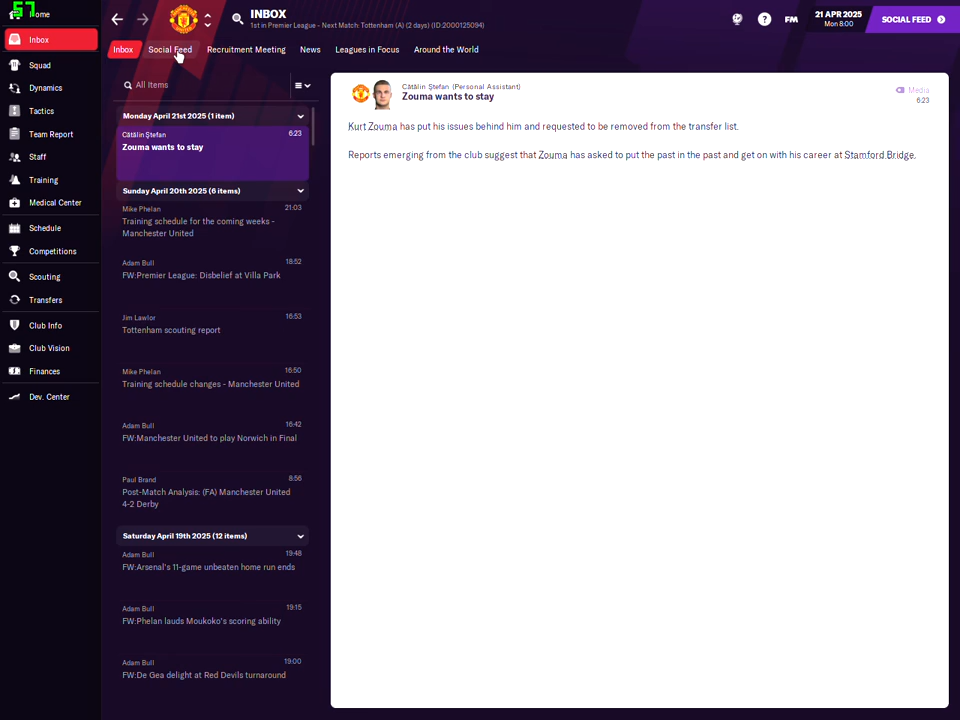 57
Home
INBOX
1st in Premier League - Next Match: Tottenham (A) (2 days) (ID:2000125094)
?
FM
21 APR 2025
Mon 8:00
SOCIAL FEED
Inbox
Social Feed
Recruitment Meeting
News
Leagues in Focus
Around the World
Inbox
Squad
Dynamics
Tactics
Team Report
Staff
Training
Medical Center
Schedule
Competitions
Scouting
Transfers
Club Info
Club Vision
Finances
Dev. Center
All Items
Monday April 21st 2025 (1 item)
Cătălin Ștefan 6:23
Zouma wants to stay
Sunday April 20th 2025 (6 items)
Mike Phelan 21:03
Training schedule for the coming weeks -
Manchester United
Adam Bull 18:52
FW:Premier League: Disbelief at Villa Park
Jim Lawlor 16:53
Tottenham scouting report
Mike Phelan 16:50
Training schedule changes - Manchester United
Adam Bull 16:42
FW:Manchester United to play Norwich in Final
Paul Brand 8:56
Post-Match Analysis: (FA) Manchester United
4-2 Derby
Saturday April 19th 2025 (12 items)
Adam Bull 19:48
FW:Arsenal's 11-game unbeaten home run ends
Adam Bull 19:15
FW:Phelan lauds Moukoko's scoring ability
Adam Bull 19:00
FW:De Gea delight at Red Devils turnaround
Cătălin Ștefan (Personal Assistant)
Zouma wants to stay
Media
6:23
Kurt Zouma has put his issues behind him and requested to be removed from the transfer list.
Reports emerging from the club suggest that Zouma has asked to put the past in the past and get on with his career at Stamford Bridge.